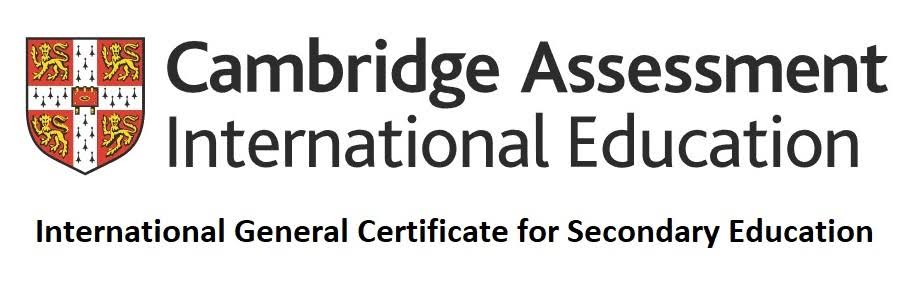 Cambridge Assessment
International Education
International General Certificate for Secondary Education